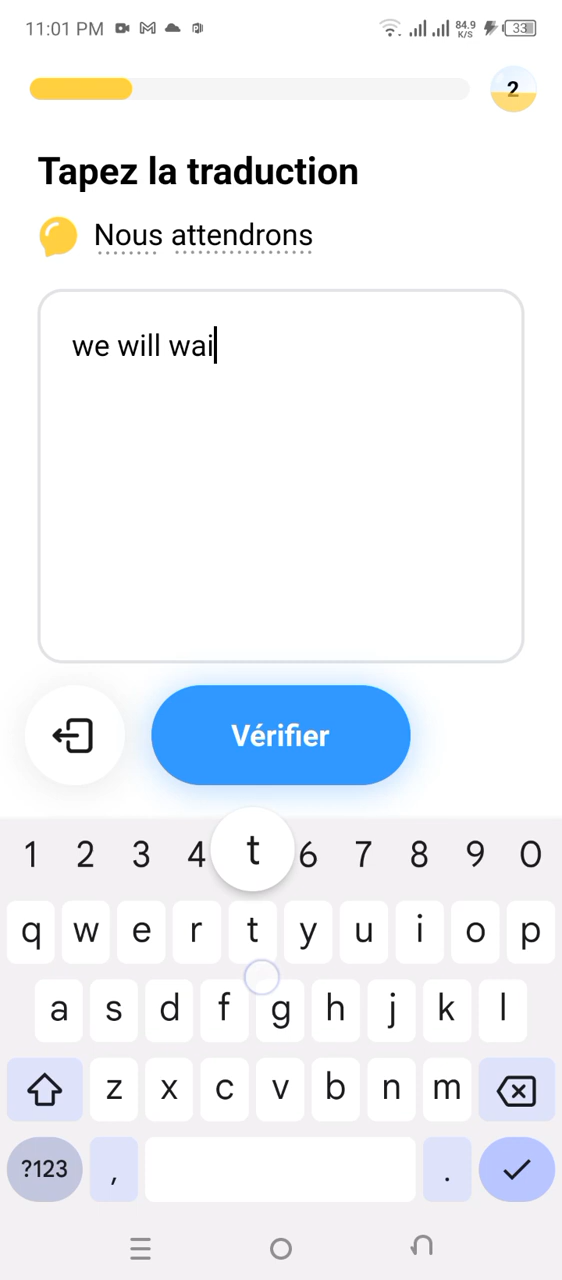 11:01 PM 84.9 K/S 33
2
Tapez la traduction
Nous attendrons
we will wai
Vérifier
1 2 3 4 t 6 7 8 9 0
q w e r t y u i o p
a s d f g h j k l
z x c v b n m
?123 , .